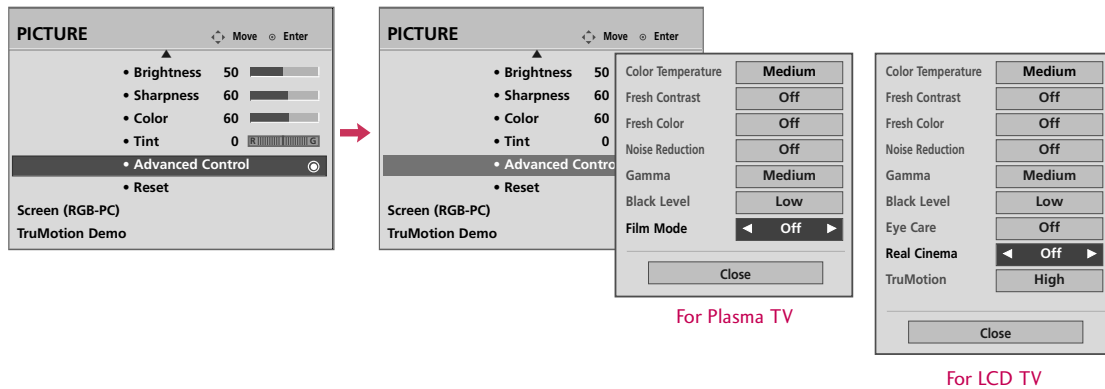 PICTURE Move Enter
• Brightness 50
• Sharpness 60
• Color 60
• Tint 0 R G
• Advanced Control
• Reset
Screen (RGB-PC)
TruMotion Demo
PICTURE Move Enter
• Brightness 50
• Sharpness 60
• Color 60
• Tint 0
• Advanced Contro
• Reset
Screen (RGB-PC)
TruMotion Demo
Color Temperature Medium
Fresh Contrast Off
Fresh Color Off
Noise Reduction Off
Gamma Medium
Black Level Low
Film Mode ◄ Off ►
Close
For Plasma TV
Color Temperature Medium
Fresh Contrast Off
Fresh Color Off
Noise Reduction Off
Gamma Medium
Black Level Low
Eye Care Off
Real Cinema ◄ Off ►
TruMotion High
Close
For LCD TV